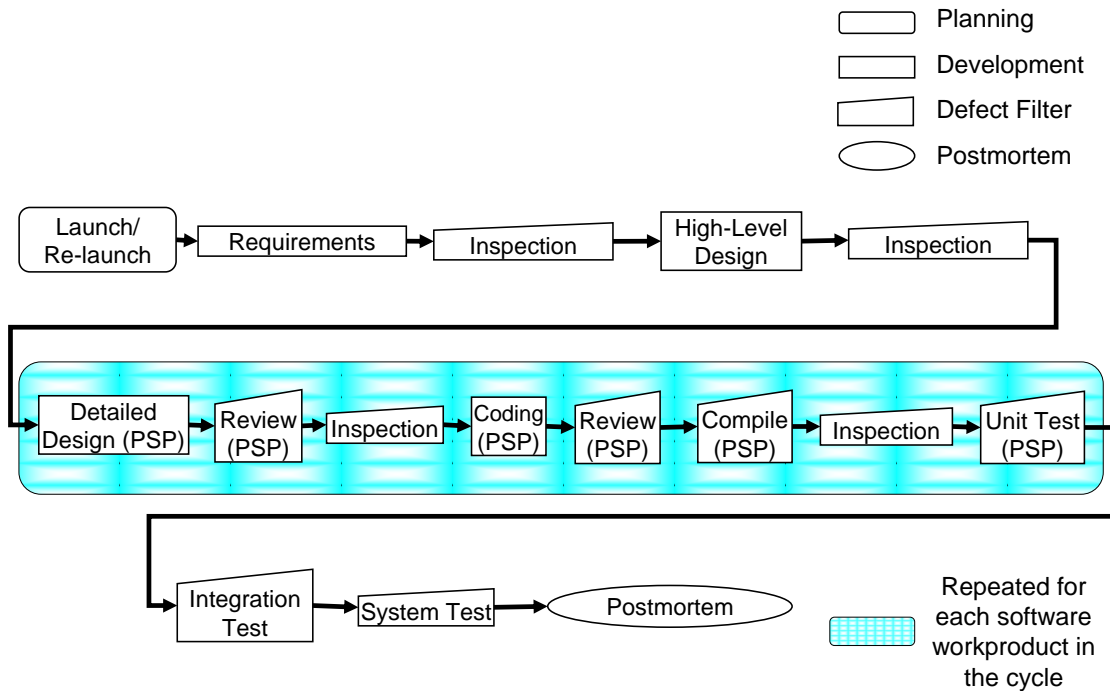 Planning
Development
Defect Filter
Postmortem
Launch/
Re-launch
Requirements
Inspection
High-Level
Design
Inspection
Detailed
Design (PSP)
Review
(PSP)
Inspection
Coding
(PSP)
Review
(PSP)
Compile
(PSP)
Inspection
Unit Test
(PSP)
Integration
Test
System Test
Postmortem
Repeated for
each software
workproduct in
the cycle